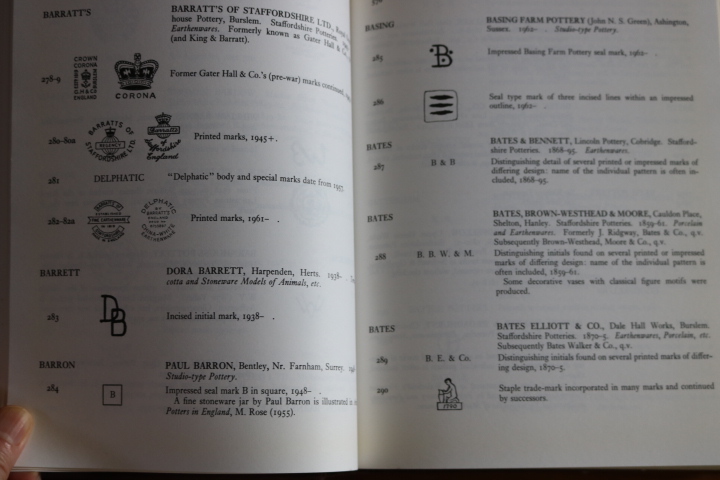 BARRATT'S
BARRATTS OF STAFFORDSHIRE LTD., Royal
house Pottery, Burslem. Staffordshire Potteries.
Earthenwares. Formerly known as Gater Hall &
(and King & Barratt).
278-9
CROWN
CORONA
ENGLAND
CORONA
Former Gater Hall & Co.'s (pre-war) marks continued,
280-80a
BARRATTS OF
REGENCY
STAFFORDSHIRE LTD.
Barratts
Staffordshire
England
Printed marks, 1945+.
281
DELPHATIC
"Delphatic" body and special marks date from 1957.
282-82a
DELPHATIC
Printed marks, 1961- .
BARRETT
DORA BARRETT, Harpenden, Herts. 1938- .
cotta and Stoneware Models of Animals, etc.
283
DB
Incised initial mark, 1938- .
BARRON
PAUL BARRON, Bentley, Nr. Farnham, Surrey.
Studio-type Pottery.
284
B
Impressed seal mark B in square, 1948- .
A fine stoneware jar by Paul Barron is illustrated
Potters in England, M. Rose (1955).
BASING
BASING FARM POTTERY (John N. S. Green), Ashington,
Sussex. 1962- . Studio-type Pottery.
285
B
Impressed Basing Farm Pottery seal mark, 1962- .
286
Seal type mark of three incised lines within an impressed
outline, 1962- .
BATES
BATES & BENNETT, Lincoln Pottery, Cobridge. Stafford-
shire Potteries. 1868-95. Earthenwares.
287
B & B
Distinguishing detail of several printed or impressed marks of
differing design: name of the individual pattern is often in-
cluded, 1868-95.
BATES
BATES, BROWN-WESTHEAD & MOORE, Cauldon Place,
Shelton, Hanley. Staffordshire Potteries. 1859-61. Porcelain
and Earthenwares. Formerly J. Ridgway, Bates & Co., q.v.
Subsequently Brown-Westhead, Moore & Co., q.v.
288
B. B. W. & M.
Distinguishing initials found on several printed or impressed
marks of differing design: name of the individual pattern is
often included, 1859-61.
Some decorative vases with classical figure motifs were
produced.
BATES
BATES ELLIOTT & CO., Dale Hall Works, Burslem.
Staffordshire Potteries. 1870-5. Earthenwares, Porcelain, etc.
Subsequently Bates Walker & Co., q.v.
289
B. E. & Co.
Distinguishing initials found on several printed marks of differ-
ing design, 1870-5.
290
1790
Staple trade-mark incorporated in many marks and continued
by successors.